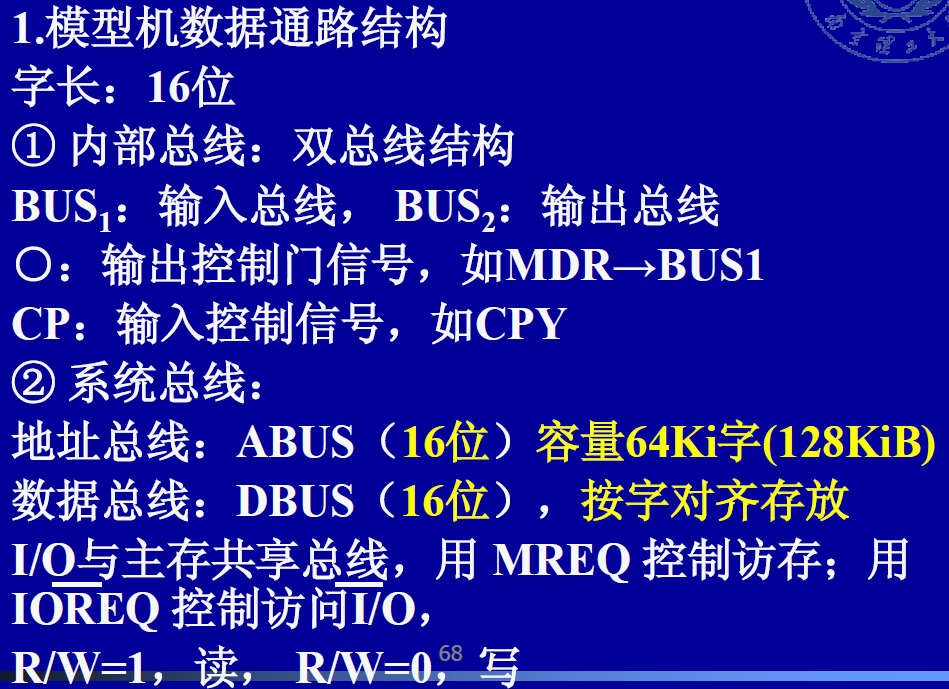 1.模型机数据通路结构
字长：16位
① 内部总线：双总线结构
BUS₁：输入总线， BUS₂：输出总线
〇：输出控制门信号，如MDR→BUS1
CP：输入控制信号，如CPY
② 系统总线：
地址总线：ABUS（16位）容量64Ki字(128KiB)
数据总线：DBUS（16位），按字对齐存放
I/O与主存共享总线，用 MREQ 控制访存；用
IOREQ 控制访问I/O，
R/W=1，读， R/W=0，写
68